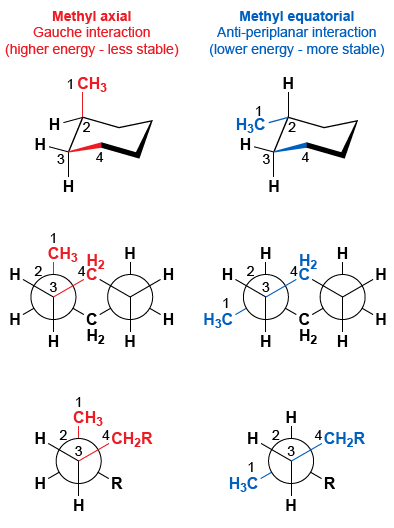 Methyl axial
Gauche interaction
(higher energy - less stable)
Methyl equatorial
Anti-periplanar interaction
(lower energy - more stable)
1 CH3
H 2
H
3 4
H
H
1
H3C 2
H
3 4
H
1
CH3 H2
H 2 4 C H
3
H C H
H H2 H
H H2 H
H 2 4 C H
3
1
H3C C H
H H2 H
1
CH3
H 2 4 CH2R
3
R
H
H
H 2 4 CH2R
1 3
H3C R
H